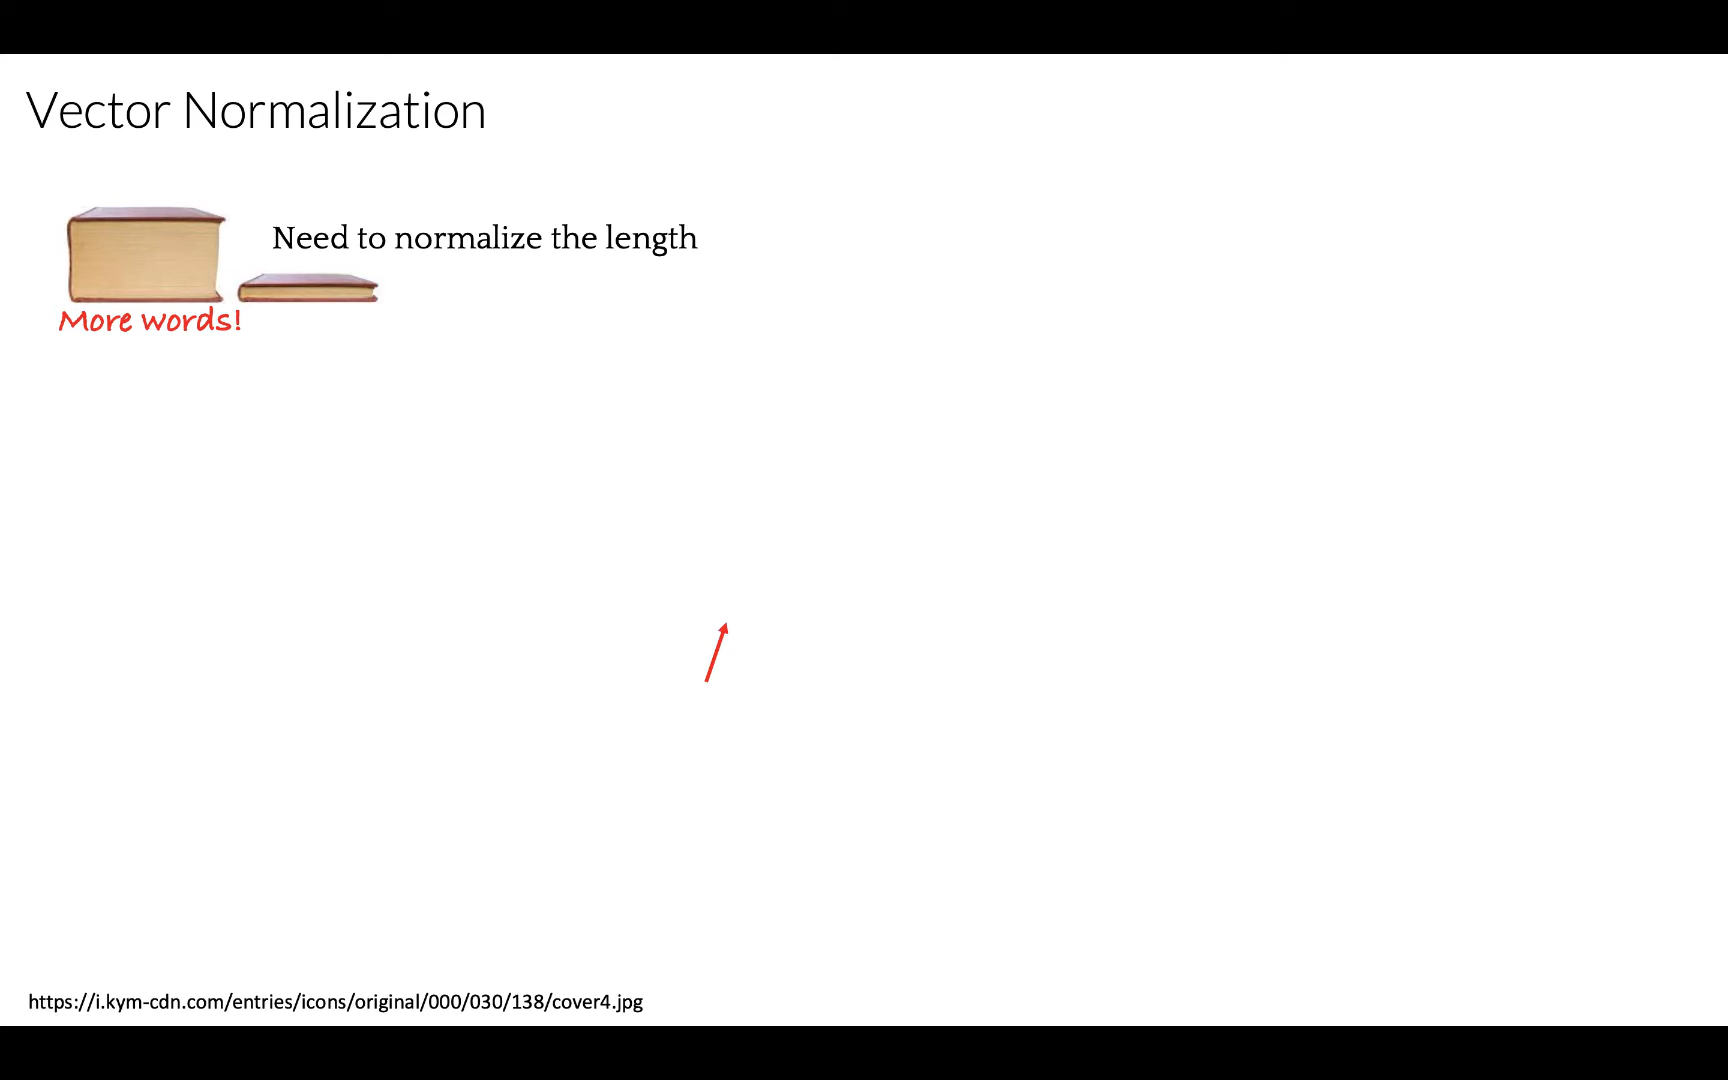 Vector Normalization
Need to normalize the length
More words!
https://i.kym-cdn.com/entries/icons/original/000/030/138/cover4.jpg